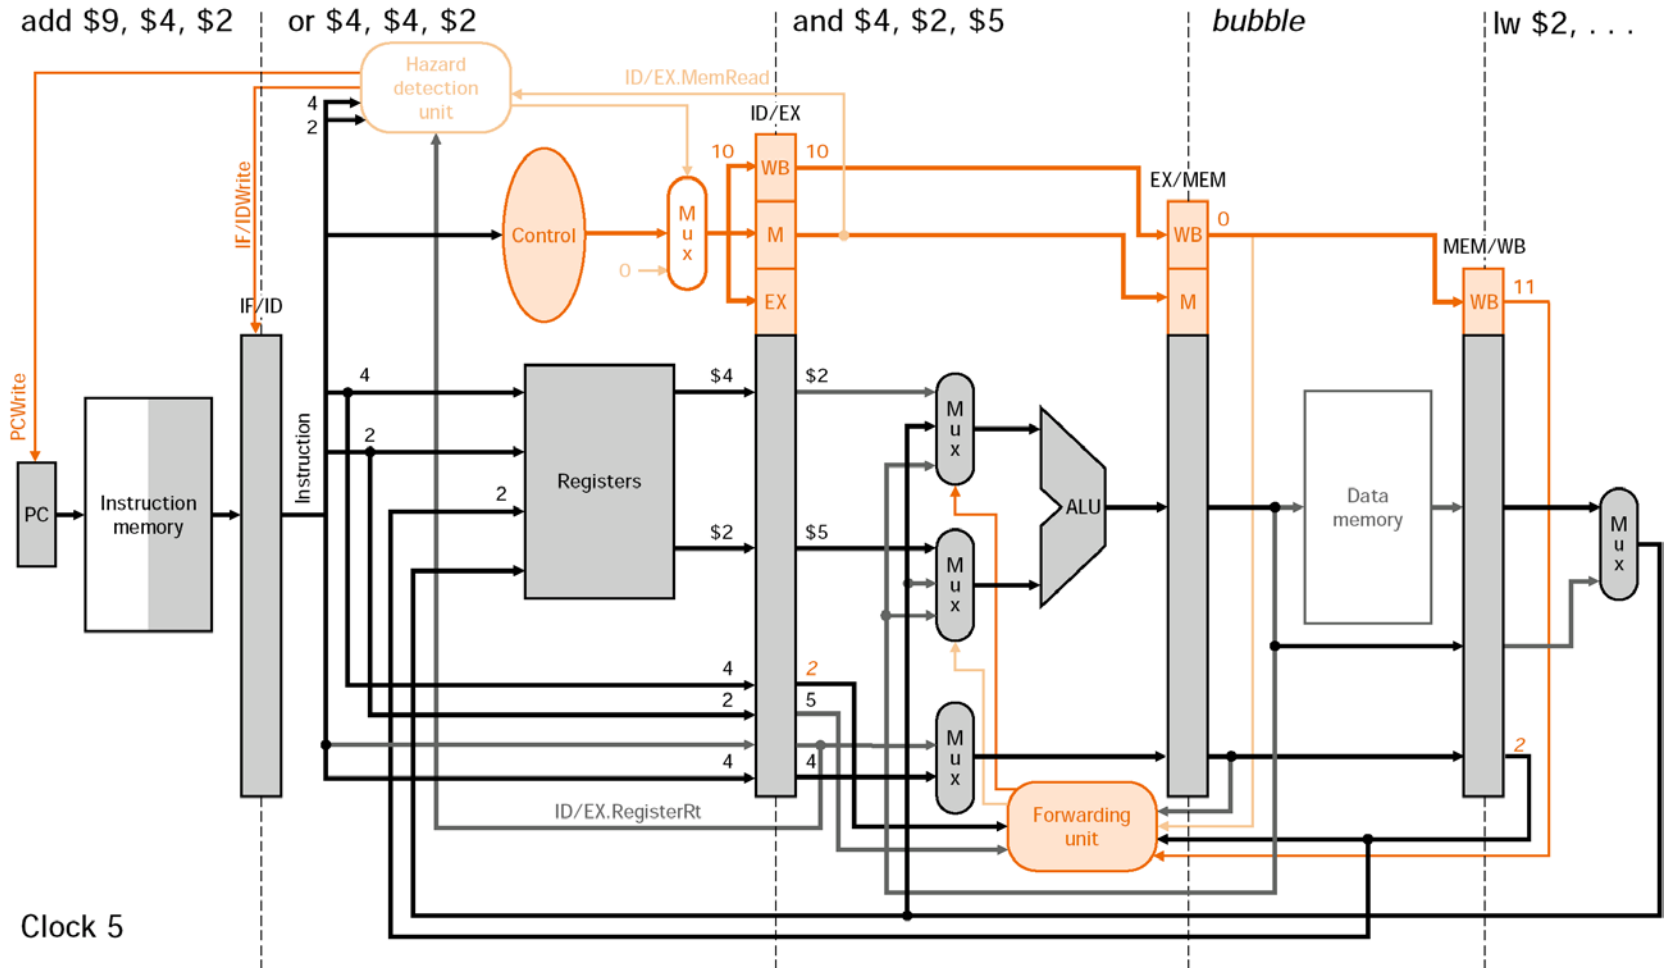 add $9, $4, $2
or $4, $4, $2
and $4, $2, $5
bubble
lw $2, . . .
Hazard
detection
unit
ID/EX.MemRead
4
2
ID/EX
10
WB
10
EX/MEM
IF/IDWrite
Control
M
u
x
M
WB
0
MEM/WB
0
EX
M
WB
11
IF/ID
PCWrite
4
$4
$2
M
u
x
Instruction
2
Registers
Data
memory
PC
Instruction
memory
2
ALU
M
u
x
$2
$5
M
u
x
4
2
2
5
M
u
x
2
4
4
ID/EX.RegisterRt
Forwarding
unit
Clock 5